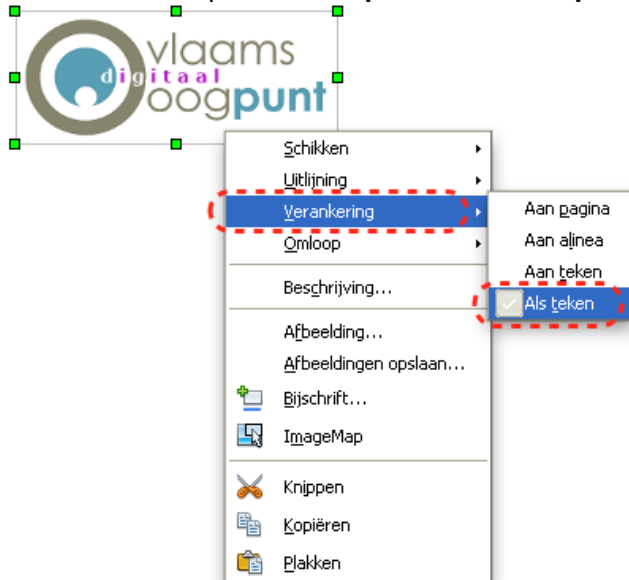 vlaams
digitaal
oogpunt
Schikken
Uitlijning
Verankering
Omloop
Beschrijving...
Afbeelding...
Afbeeldingen opslaan...
Bijschrift...
ImageMap
Knippen
Kopiëren
Plakken
Aan pagina
Aan alinea
Aan teken
Als teken